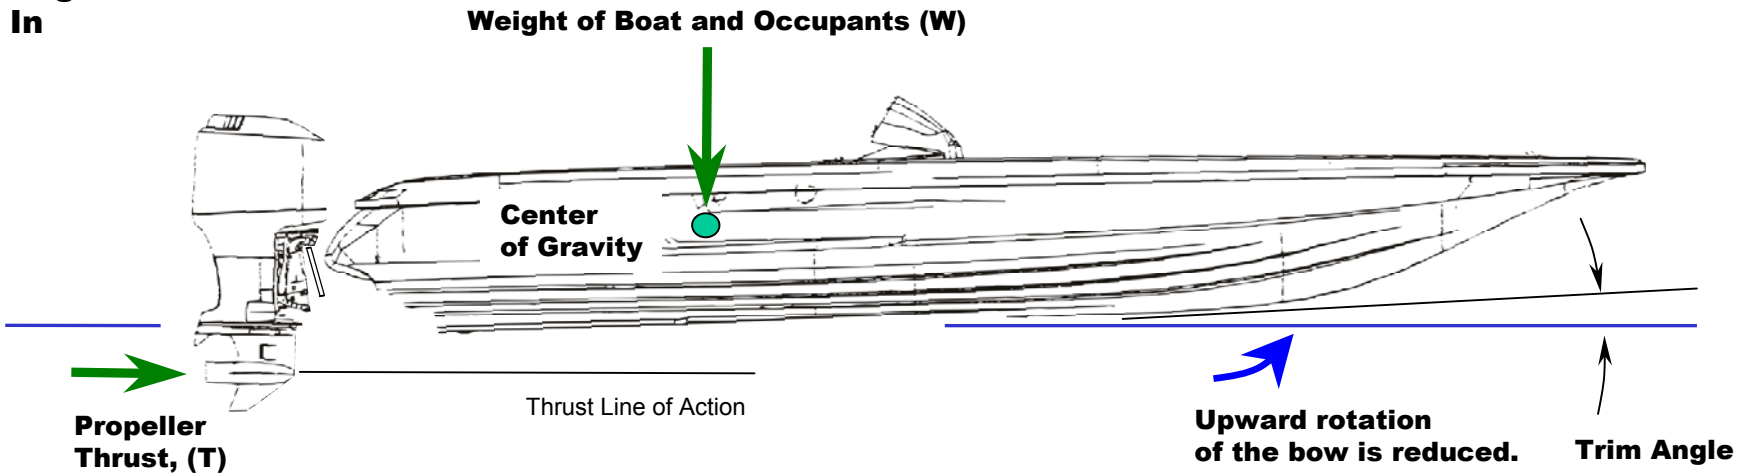 In
Weight of Boat and Occupants (W)
Center
of Gravity
Thrust Line of Action
Propeller
Thrust, (T)
Upward rotation
of the bow is reduced.
Trim Angle